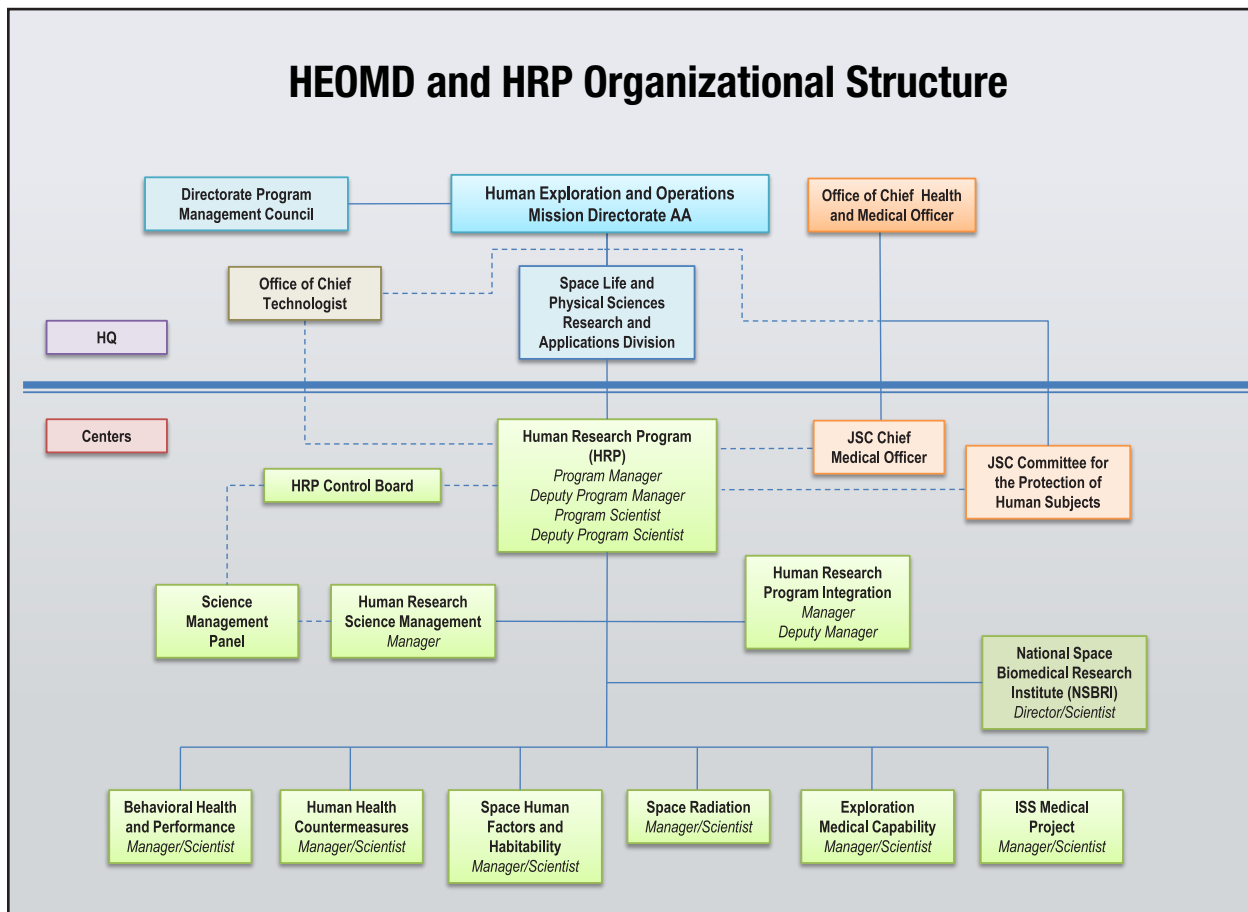 HEOMD and HRP Organizational Structure
Directorate Program
Management Council
Human Exploration and Operations
Mission Directorate AA
Office of Chief Health
and Medical Officer
Office of Chief
Technologist
Space Life and
Physical Sciences
Research and
Applications Division
HQ
Centers
Human Research Program
(HRP)
Program Manager
Deputy Program Manager
Program Scientist
Deputy Program Scientist
JSC Chief
Medical Officer
JSC Committee for
the Protection of
Human Subjects
HRP Control Board
Science
Management
Panel
Human Research
Science Management
Manager
Human Research
Program Integration
Manager
Deputy Manager
National Space
Biomedical Research
Institute (NSBRI)
Director/Scientist
Behavioral Health
and Performance
Manager/Scientist
Human Health
Countermeasures
Manager/Scientist
Space Human
Factors and
Habitability
Manager/Scientist
Space Radiation
Manager/Scientist
Exploration
Medical Capability
Manager/Scientist
ISS Medical
Project
Manager/Scientist